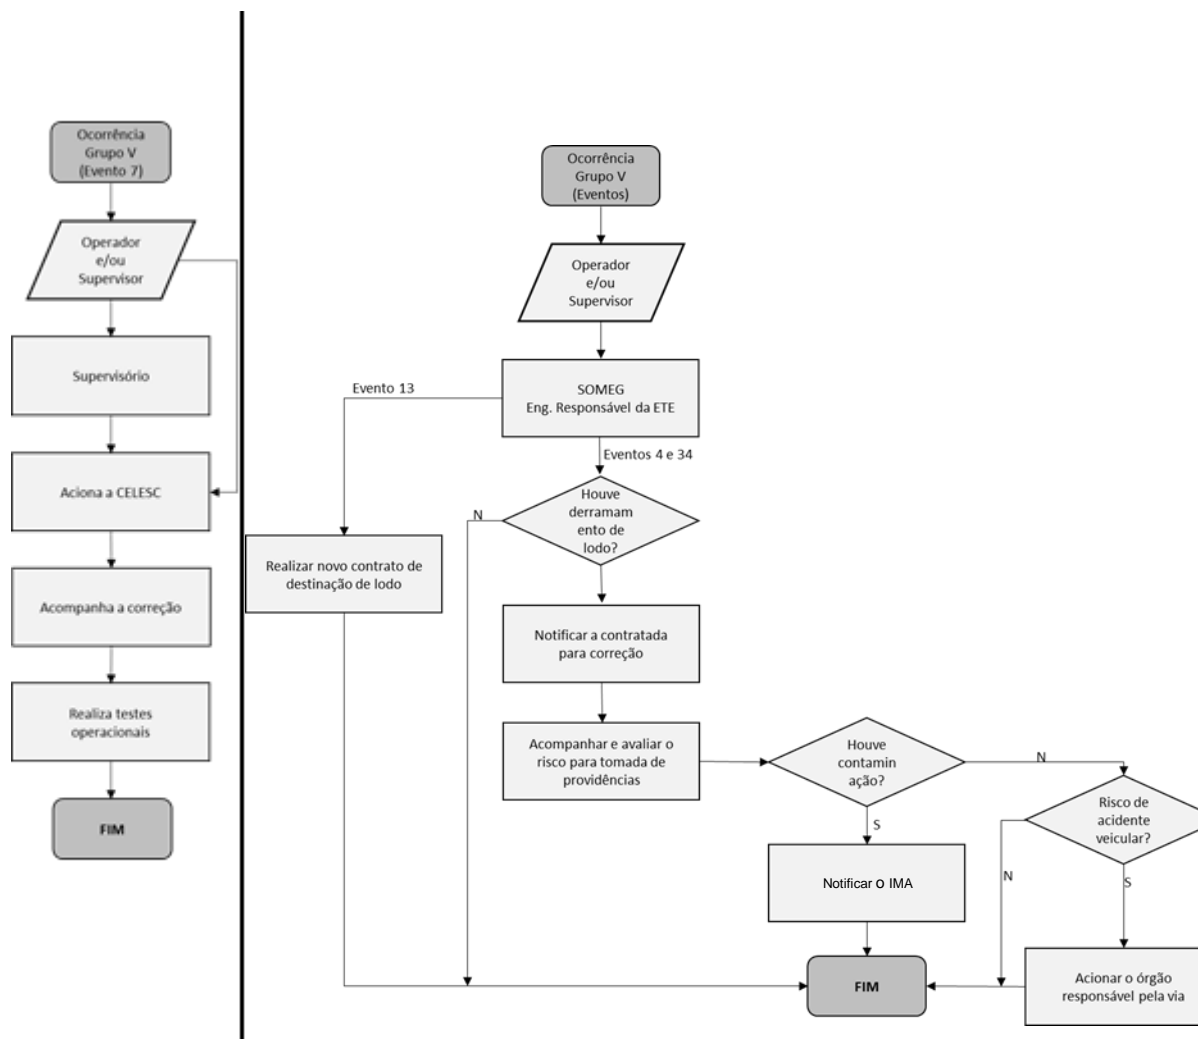 Ocorrência
Grupo V
(Evento 7)
Operador
e/ou
Supervisor
Supervisório
Aciona a CELESC
Acompanha a correção
Realiza testes
operacionais
FIM
Ocorrência
Grupo V
(Eventos)
Operador
e/ou
Supervisor
SOMEG
Eng. Responsável da ETE
Evento 13
Eventos 4 e 34
Houve
derramam
ento de
lodo?
N
Realizar novo contrato de
destinação de lodo
Notificar a contratada
para correção
Acompanhar e avaliar o
risco para tomada de
providências
Houve
contamin
ação?
N
S
Risco de
acidente
veicular?
N
S
Notificar o IMA
Acionar o órgão
responsável pela via
FIM